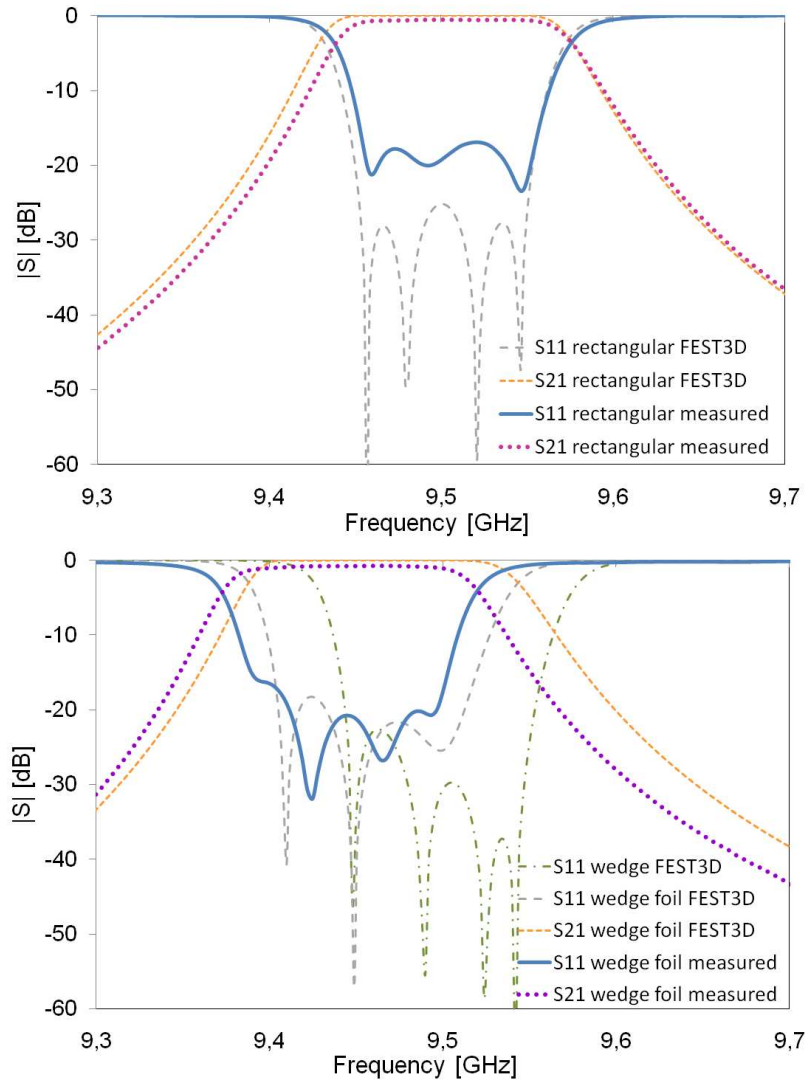 0
-10
-20
-30
-40
-50
-60
|S| [dB]
S11 rectangular FEST3D
S21 rectangular FEST3D
S11 rectangular measured
S21 rectangular measured
9,3
9,4
9,5
9,6
9,7
Frequency [GHz]
0
-10
-20
-30
-40
-50
-60
|S| [dB]
S11 wedge FEST3D
S11 wedge foil FEST3D
S21 wedge foil FEST3D
S11 wedge foil measured
S21 wedge foil measured
9,3
9,4
9,5
9,6
9,7
Frequency [GHz]